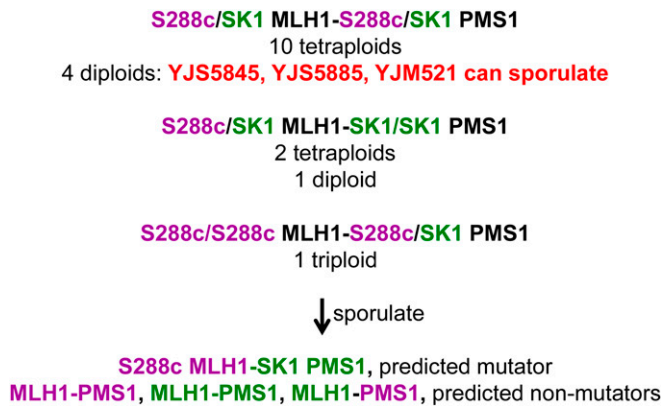 S288c/SK1 MLH1-S288c/SK1 PMS1
10 tetraploids
4 diploids: YJS5845, YJS5885, YJM521 can sporulate
S288c/SK1 MLH1-SK1/SK1 PMS1
2 tetraploids
1 diploid
S288c/S288c MLH1-S288c/SK1 PMS1
1 triploid
sporulate
S288c MLH1-SK1 PMS1, predicted mutator
MLH1-PMS1, MLH1-PMS1, MLH1-PMS1, predicted non-mutators